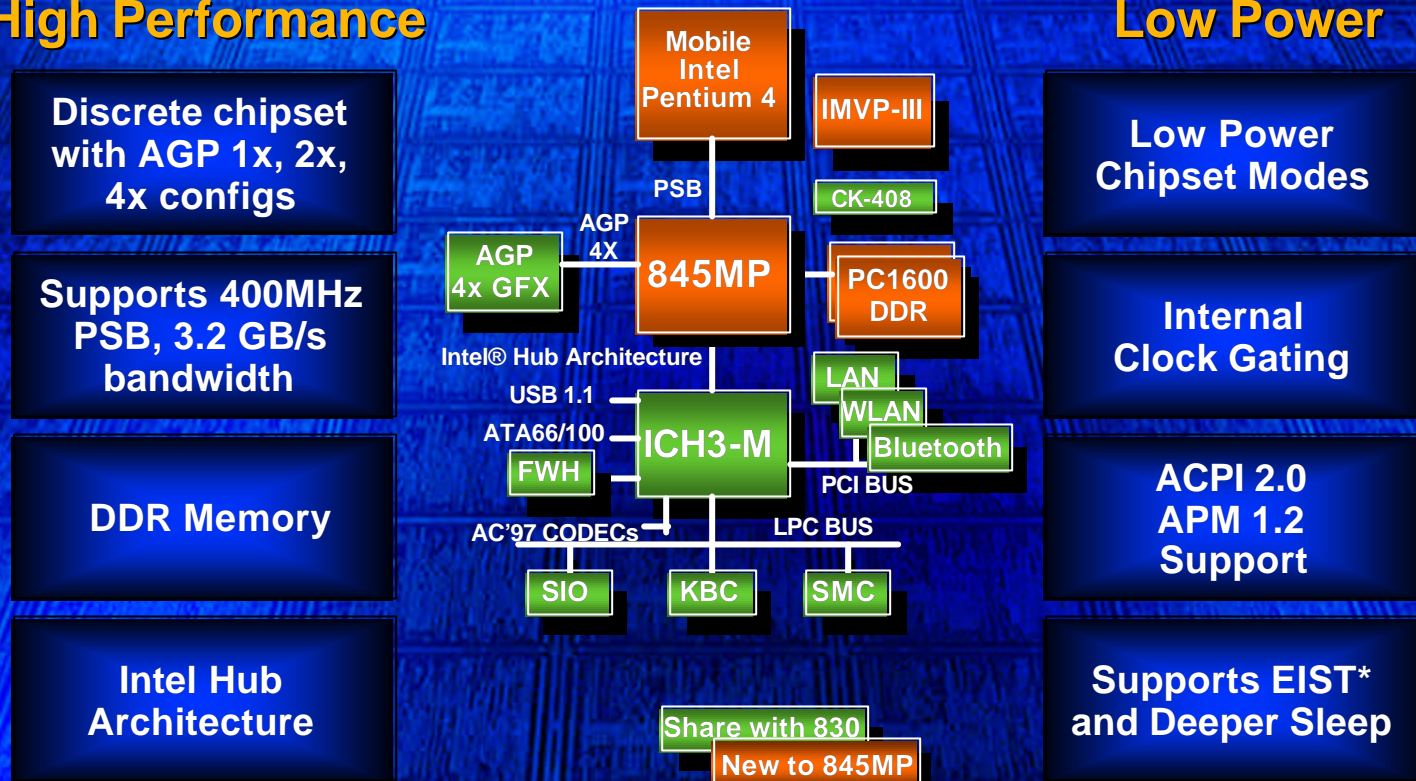 High Performance
Low Power
Discrete chipset
with AGP 1x, 2x,
4x configs
Supports 400MHz
PSB, 3.2 GB/s
bandwidth
DDR Memory
Intel Hub
Architecture
Mobile
Intel
Pentium 4
IMVP-III
CK-408
PSB
AGP
4X
AGP
4x GFX
845MP
PC1600
DDR
Intel® Hub Architecture
USB 1.1
ATA66/100
FWH
ICH3-M
LAN
WLAN
Bluetooth
PCI BUS
AC'97 CODECs
LPC BUS
SIO
KBC
SMC
Share with 830
New to 845MP
Low Power
Chipset Modes
Internal
Clock Gating
ACPI 2.0
APM 1.2
Support
Supports EIST*
and Deeper Sleep